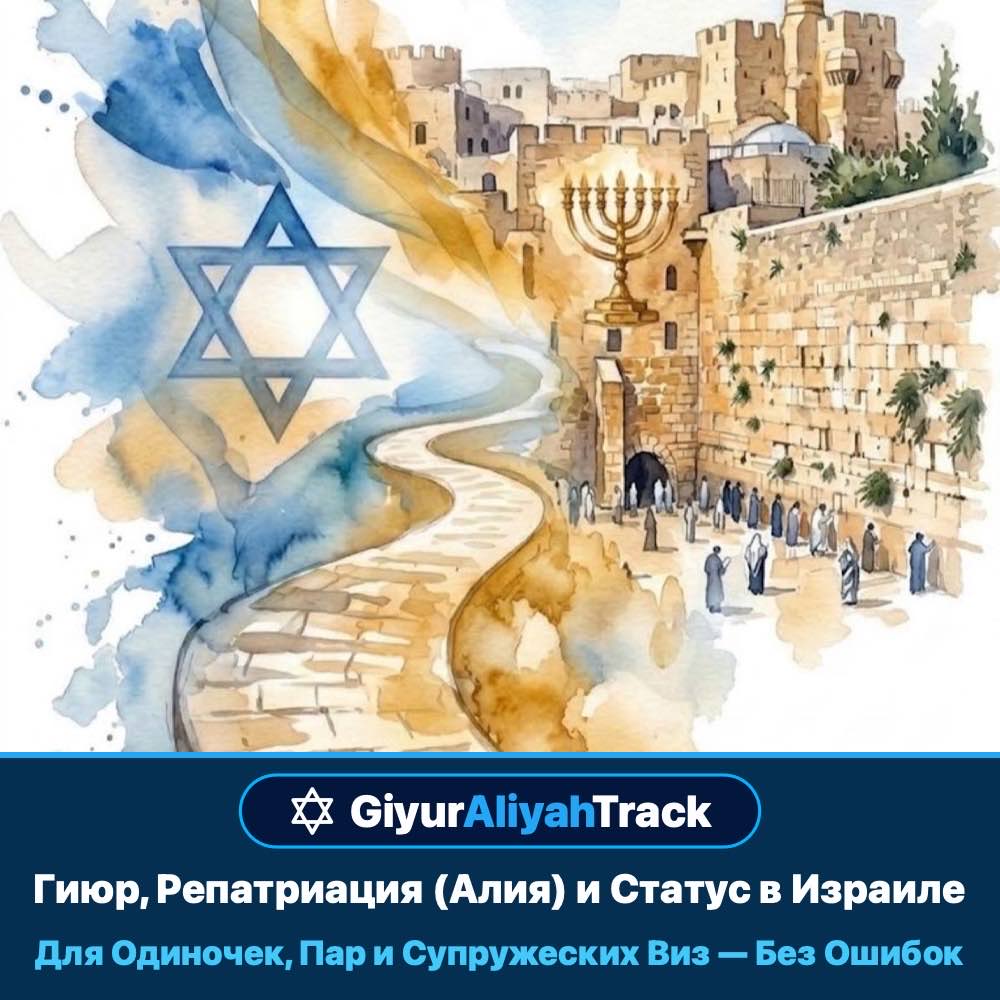 GiyurAliyahTrack
Гиюр, Репатриация (Алия) и Статус в Израиле
Для Одиночек, Пар и Супружеских Виз — Без Ошибок